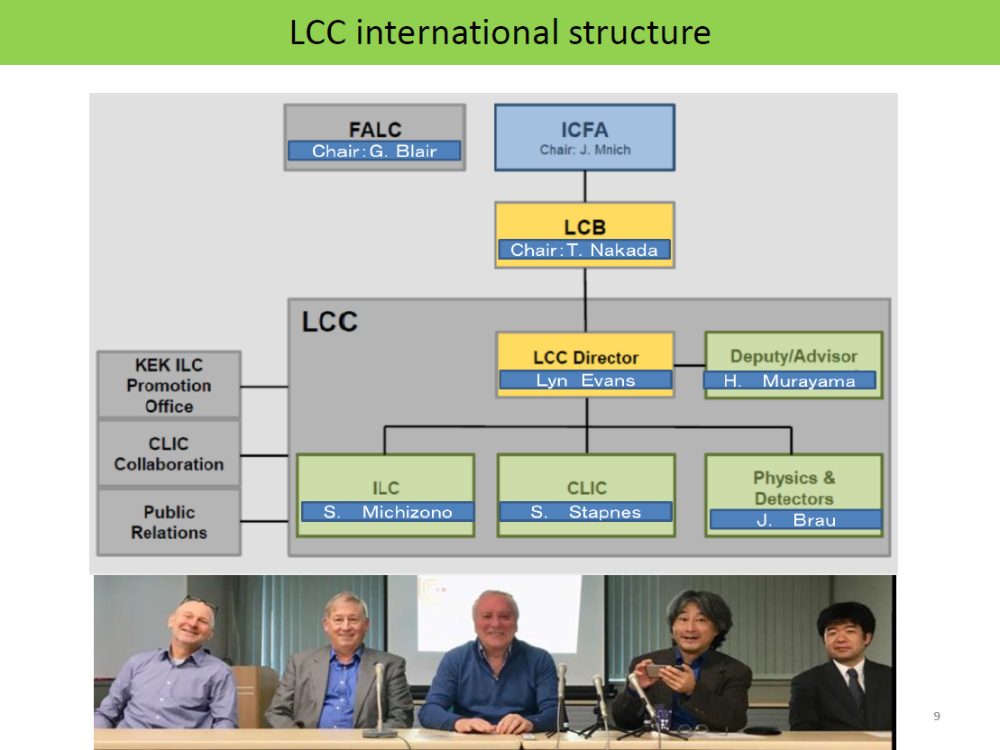 LCC international structure
FALC
Chair:G. Blair
ICFA
Chair: J. Mnich
LCB
Chair:T. Nakada
LCC
LCC Director
Lyn Evans
Deputy/Advisor
H. Murayama
KEK ILC
Promotion
Office
CLIC
Collaboration
Public
Relations
ILC
S. Michizono
CLIC
S. Stapnes
Physics &
Detectors
J. Brau
9